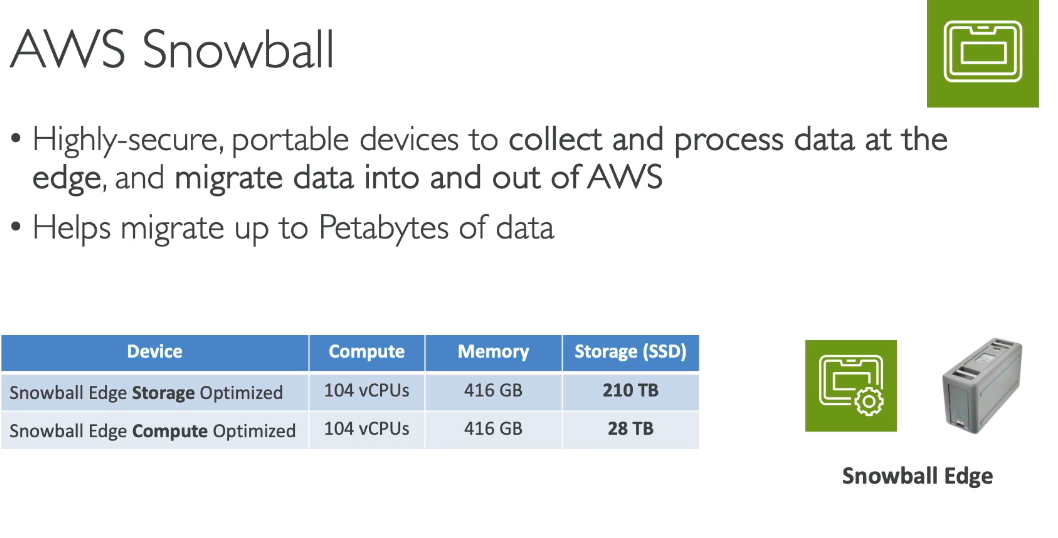 AWS Snowball
• Highly-secure, portable devices to collect and process data at the
edge, and migrate data into and out of AWS
• Helps migrate up to Petabytes of data
Device Compute Memory Storage (SSD)
Snowball Edge Storage Optimized 104 vCPUs 416 GB 210 TB
Snowball Edge Compute Optimized 104 vCPUs 416 GB 28 TB
Snowball Edge